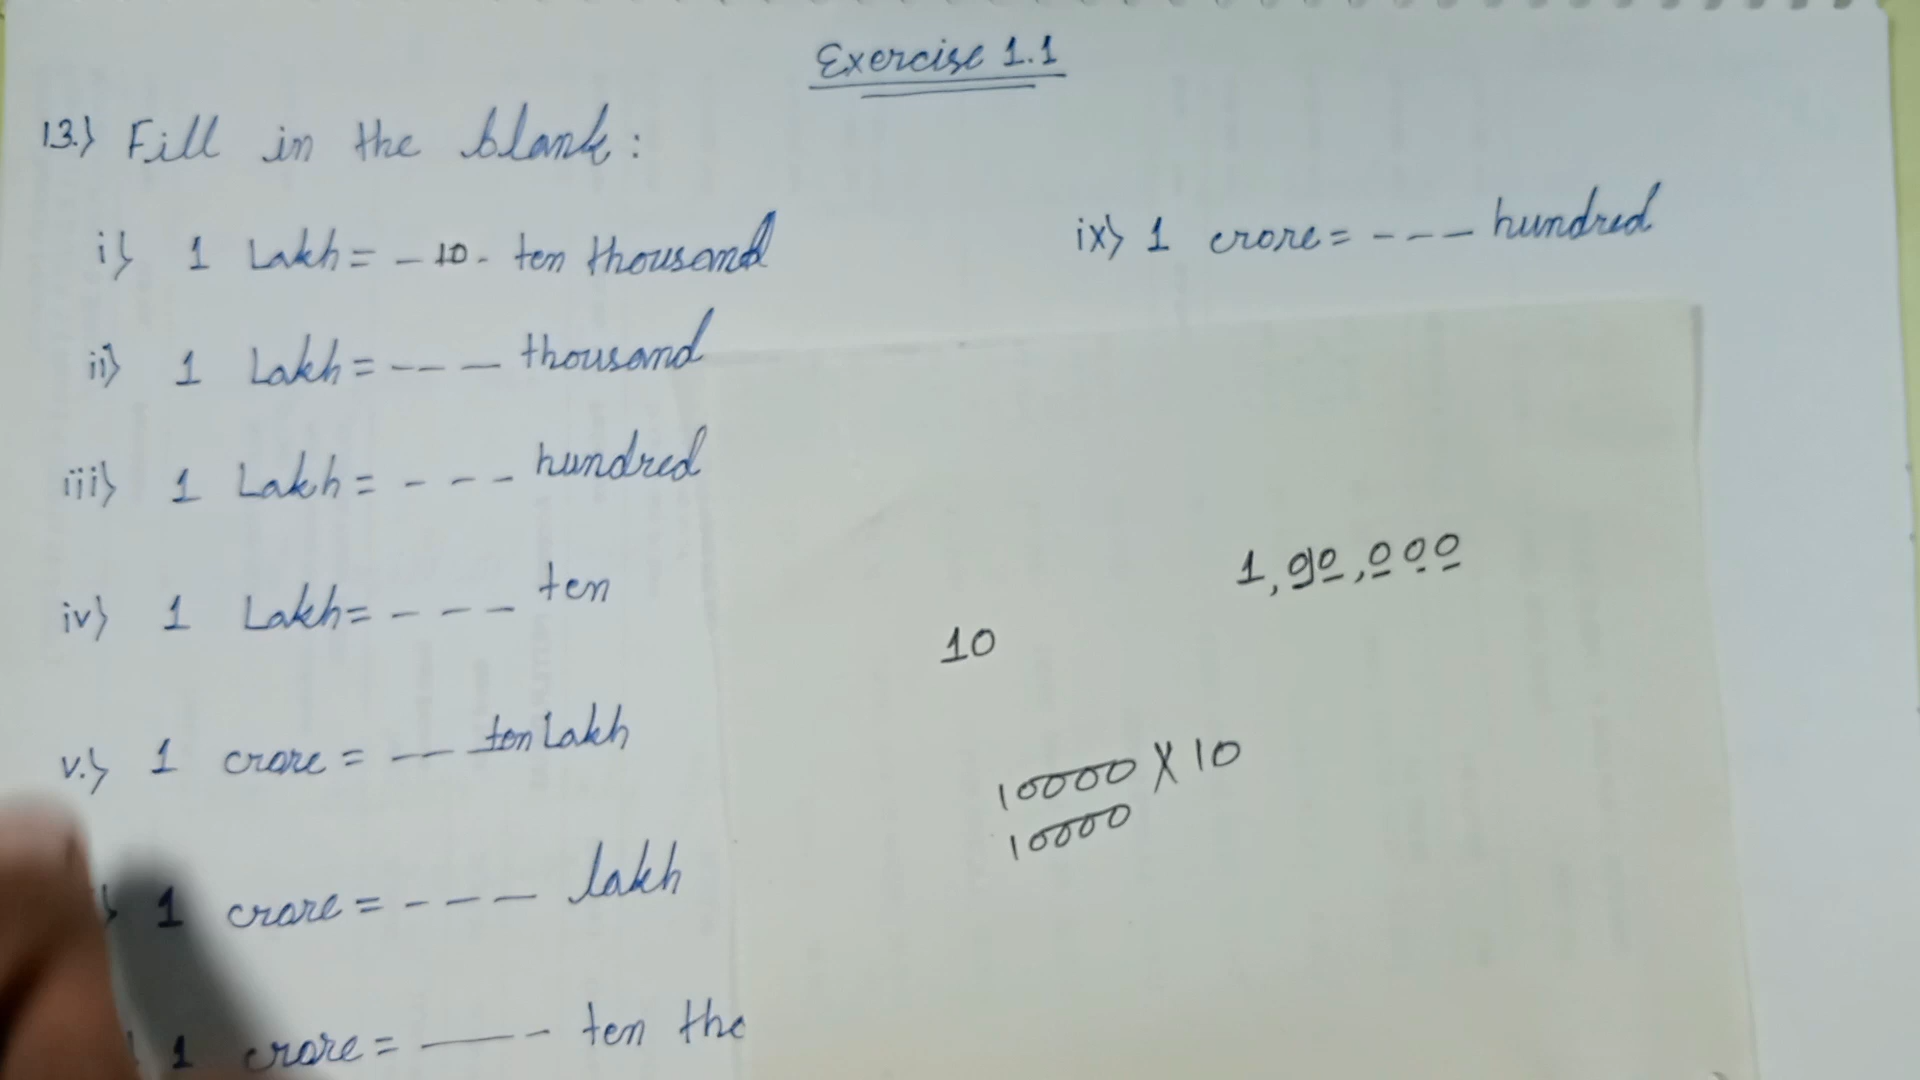 Exercise 1.1
13.) Fill in the blank:
i) 1 Lakh = _ 10 - ten thousand
ii) 1 Lakh = - - - thousand
iii) 1 Lakh = - - - hundred
iv) 1 Lakh = - - - ten
v.) 1 crore = - - ten Lakh
1 crore = - - - lakh
1 crore = - - ten tho
ix) 1 crore = - - - hundred
1,90,000
10
10000 X 10
10000